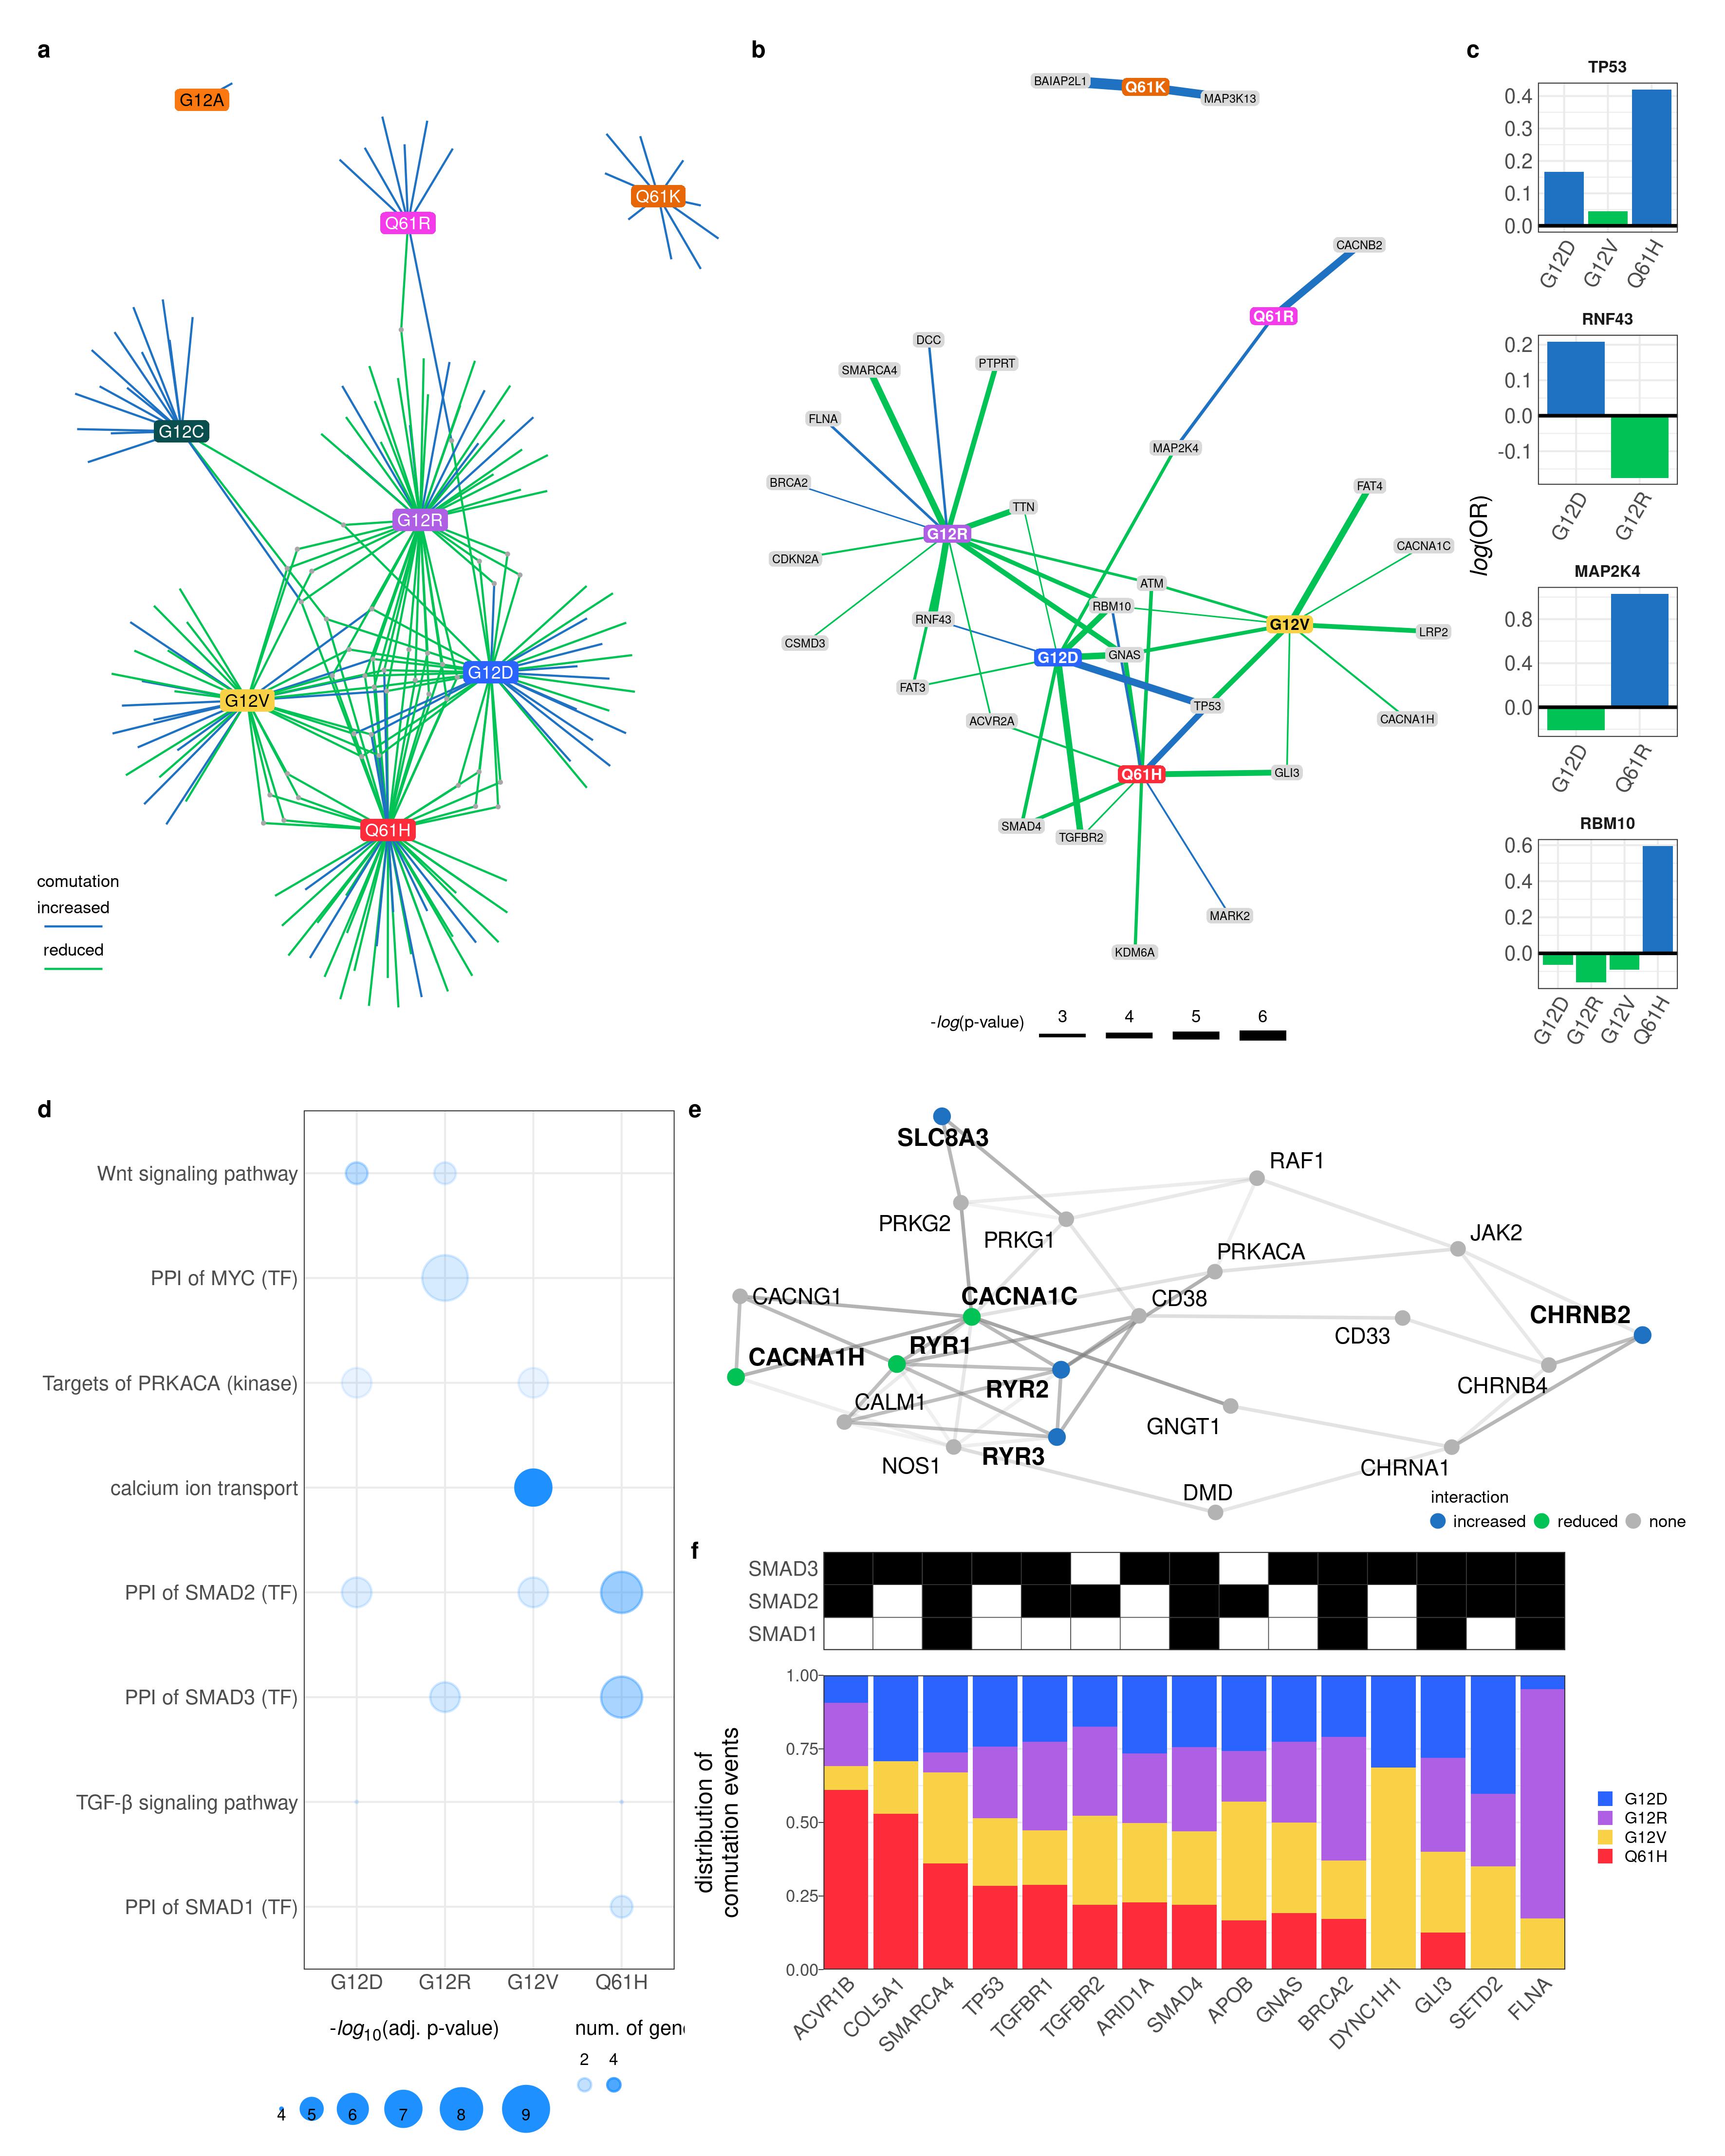 a
G12A
Q61R
Q61K
G12C
G12R
G12V
G12D
Q61H
comutation
increased
reduced
b
BAIAP2L1
Q61K
MAP3K13
CACNB2
Q61R
DCC
SMARCA4
PTPRT
FLNA
MAP2K4
BRCA2
FAT4
TTN
G12R
CACNA1C
CDKN2A
ATM
RBM10
RNF43
G12V
LRP2
CSMD3
G12D
GNAS
FAT3
TP53
ACVR2A
CACNA1H
Q61H
GLI3
SMAD4
TGFBR2
MARK2
KDM6A
-log(p-value)
3 4 5 6
c
log(OR)
TP53
0.4
0.3
0.2
0.1
0.0
G12D G12V Q61H
RNF43
0.2
0.1
0.0
-0.1
G12D G12R
MAP2K4
0.8
0.4
0.0
G12D Q61R
RBM10
0.6
0.4
0.2
0.0
G12D G12R G12V Q61H
d
Wnt signaling pathway
PPI of MYC (TF)
Targets of PRKACA (kinase)
calcium ion transport
PPI of SMAD2 (TF)
PPI of SMAD3 (TF)
TGF-β signaling pathway
PPI of SMAD1 (TF)
G12D G12R G12V Q61H
-log10(adj. p-value)
4 5 6 7 8 9
num. of gen
2 4
e
SLC8A3
RAF1
PRKG2
PRKG1
JAK2
PRKACA
CACNG1
CACNA1C
CD38
CHRNB2
CD33
RYR1
CACNA1H
RYR2
CHRNB4
CALM1
GNGT1
RYR3
NOS1
CHRNA1
DMD
interaction
increased reduced none
f
SMAD3
SMAD2
SMAD1
distribution of
comutation events
1.00
0.75
0.50
0.25
0.00
ACVR1B COL5A1 SMARCA4 TP53 TGFBR1 TGFBR2 ARID1A SMAD4 APOB GNAS BRCA2 DYNC1H1 GLI3 SETD2 FLNA
G12D
G12R
G12V
Q61H